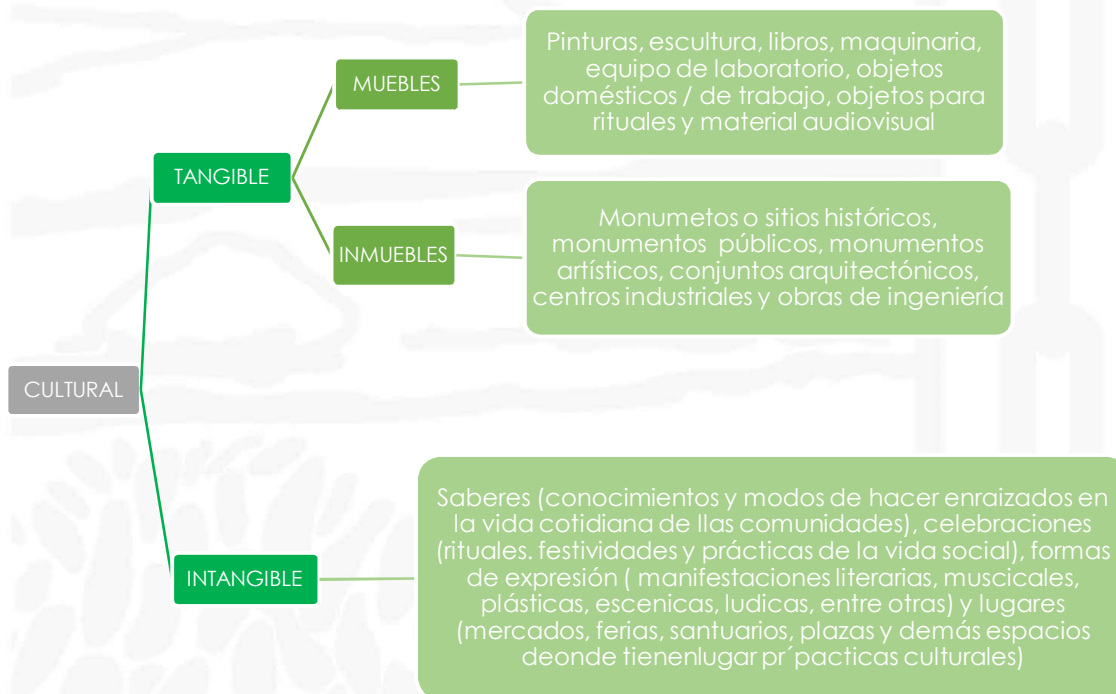 CULTURAL
TANGIBLE
MUEBLES
Pinturas, escultura, libros, maquinaria,
equipo de laboratorio, objetos
domésticos / de trabajo, objetos para
rituales y material audiovisual
INMUEBLES
Monumetos o sitios históricos,
monumentos  públicos, monumentos
artísticos, conjuntos arquitectónicos,
centros industriales y obras de ingeniería
INTANGIBLE
Saberes (conocimientos y modos de hacer enraizados en
la vida cotidiana de llas comunidades), celebraciones
(rituales. festividades y prácticas de la vida social), formas
de expresión ( manifestaciones literarias, muscicales,
plásticas, escenicas, ludicas, entre otras) y lugares
(mercados, ferias, santuarios, plazas y demás espacios
deonde tienenlugar pr´pacticas culturales)